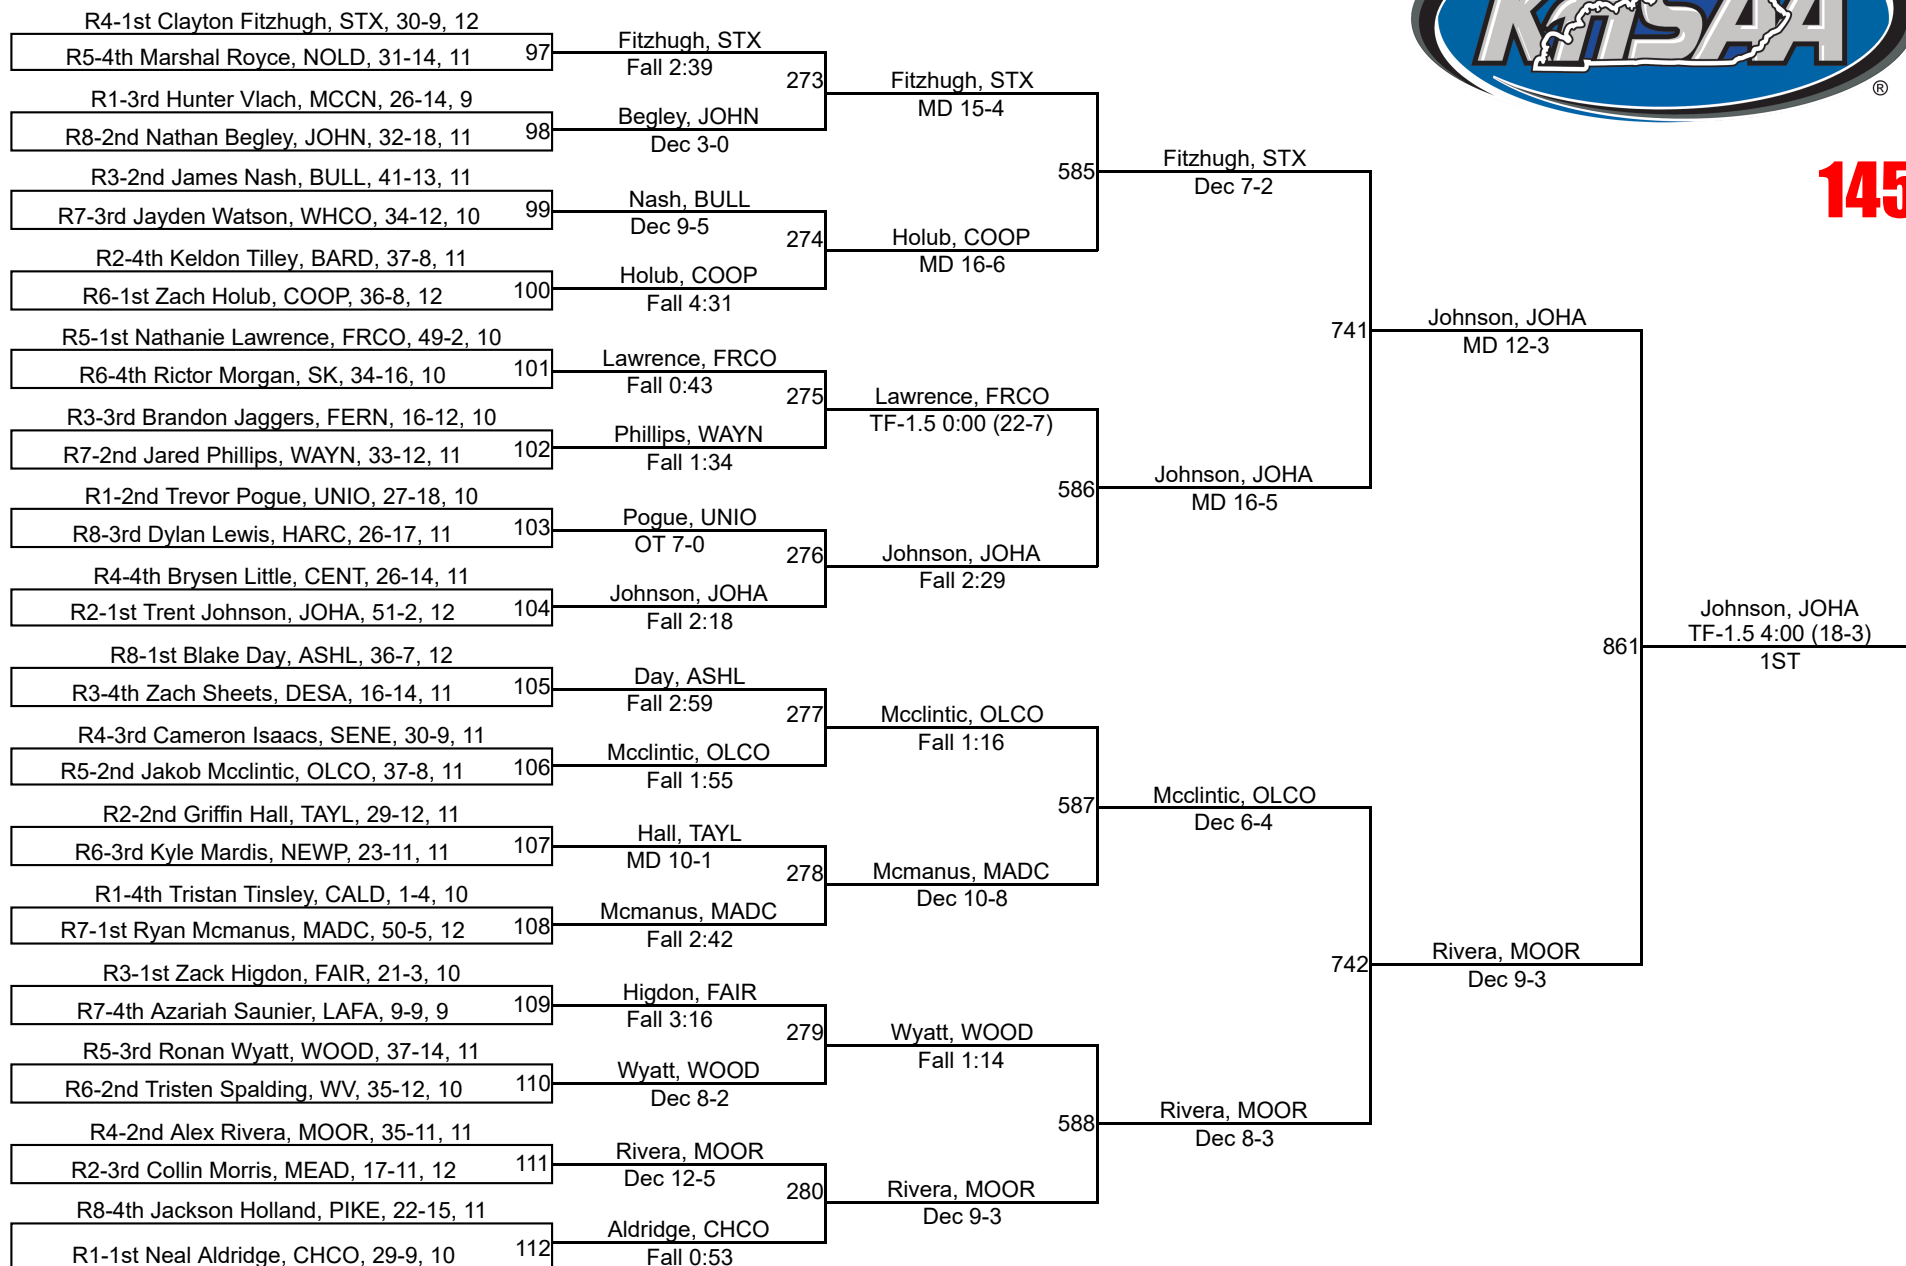 R4-1st Clayton Fitzhugh, STX, 30-9, 12
R5-4th Marshal Royce, NOLD, 31-14, 11
97
R1-3rd Hunter Vlach, MCCN, 26-14, 9
R8-2nd Nathan Begley, JOHN, 32-18, 11
98
R3-2nd James Nash, BULL, 41-13, 11
R7-3rd Jayden Watson, WHCO, 34-12, 10
99
R2-4th Keldon Tilley, BARD, 37-8, 11
R6-1st Zach Holub, COOP, 36-8, 12
100
R5-1st Nathanie Lawrence, FRCO, 49-2, 10
R6-4th Rictor Morgan, SK, 34-16, 10
101
R3-3rd Brandon Jaggers, FERN, 16-12, 10
R7-2nd Jared Phillips, WAYN, 33-12, 11
102
R1-2nd Trevor Pogue, UNIO, 27-18, 10
R8-3rd Dylan Lewis, HARC, 26-17, 11
103
R4-4th Brysen Little, CENT, 26-14, 11
R2-1st Trent Johnson, JOHA, 51-2, 12
104
R8-1st Blake Day, ASHL, 36-7, 12
R3-4th Zach Sheets, DESA, 16-14, 11
105
R4-3rd Cameron Isaacs, SENE, 30-9, 11
R5-2nd Jakob Mcclintic, OLCO, 37-8, 11
106
R2-2nd Griffin Hall, TAYL, 29-12, 11
R6-3rd Kyle Mardis, NEWP, 23-11, 11
107
R1-4th Tristan Tinsley, CALD, 1-4, 10
R7-1st Ryan Mcmanus, MADC, 50-5, 12
108
R3-1st Zack Higdon, FAIR, 21-3, 10
R7-4th Azariah Saunier, LAFA, 9-9, 9
109
R5-3rd Ronan Wyatt, WOOD, 37-14, 11
R6-2nd Tristen Spalding, WV, 35-12, 10
110
R4-2nd Alex Rivera, MOOR, 35-11, 11
R2-3rd Collin Morris, MEAD, 17-11, 12
111
R8-4th Jackson Holland, PIKE, 22-15, 11
R1-1st Neal Aldridge, CHCO, 29-9, 10
112
Fitzhugh, STX
Fall 2:39
273
Begley, JOHN
Dec 3-0
Nash, BULL
Dec 9-5
274
Holub, COOP
Fall 4:31
Lawrence, FRCO
Fall 0:43
275
Phillips, WAYN
Fall 1:34
Pogue, UNIO
OT 7-0
276
Johnson, JOHA
Fall 2:18
Day, ASHL
Fall 2:59
277
Mcclintic, OLCO
Fall 1:55
Hall, TAYL
MD 10-1
278
Mcmanus, MADC
Fall 2:42
Higdon, FAIR
Fall 3:16
279
Wyatt, WOOD
Dec 8-2
Rivera, MOOR
Dec 12-5
280
Aldridge, CHCO
Fall 0:53
Fitzhugh, STX
MD 15-4
585
Holub, COOP
MD 16-6
Lawrence, FRCO
TF-1.5 0:00 (22-7)
586
Johnson, JOHA
Fall 2:29
Mcclintic, OLCO
Fall 1:16
587
Mcmanus, MADC
Dec 10-8
Wyatt, WOOD
Fall 1:14
588
Rivera, MOOR
Dec 9-3
Fitzhugh, STX
Dec 7-2
741
Johnson, JOHA
MD 16-5
Mcclintic, OLCO
Dec 6-4
742
Rivera, MOOR
Dec 8-3
Johnson, JOHA
MD 12-3
861
Rivera, MOOR
Dec 9-3
Johnson, JOHA
TF-1.5 4:00 (18-3)
1ST
KHSAA
®
145